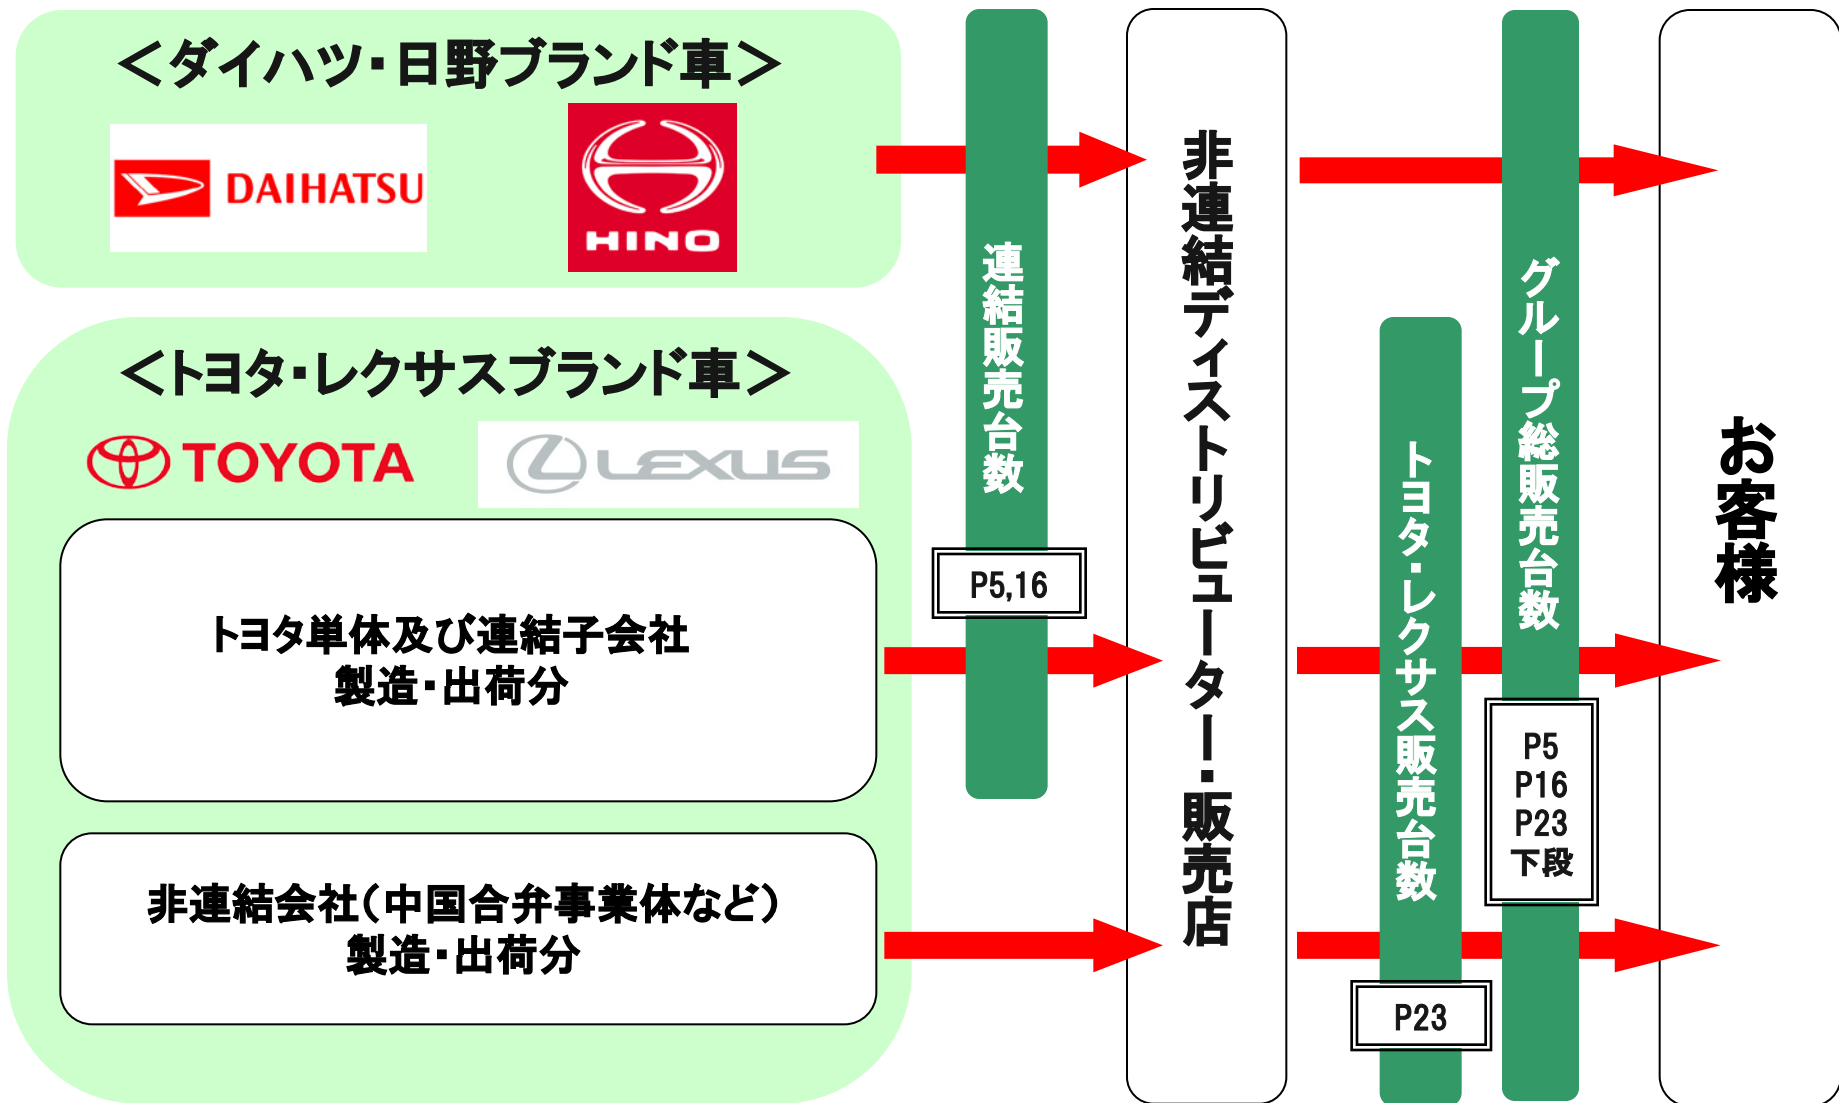 ＜ダイハツ・日野ブランド車＞
DAIHATSU
HINO
＜トヨタ・レクサスブランド車＞
TOYOTA
LEXUS
トヨタ単体及び連結子会社
製造・出荷分
非連結会社（中国合弁事業体など）
製造・出荷分
連結販売台数
P5,16
非連結ディストリビューター・販売店
トヨタ・レクサス販売台数
P23
グループ総販売台数
P5
P16
P23
下段
お客様